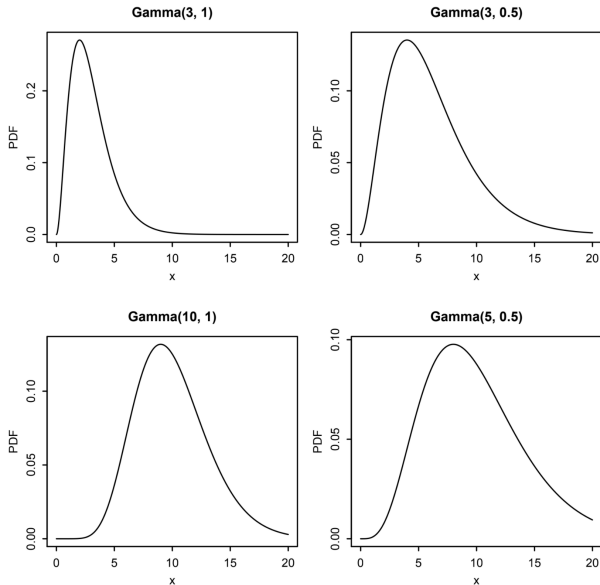 Gamma(3, 1)
PDF
0.0 0.1 0.2
0 5 10 15 20
x
Gamma(3, 0.5)
PDF
0.00 0.05 0.10
0 5 10 15 20
x
Gamma(10, 1)
PDF
0.00 0.05 0.10
0 5 10 15 20
x
Gamma(5, 0.5)
PDF
0.00 0.05 0.10
0 5 10 15 20
x